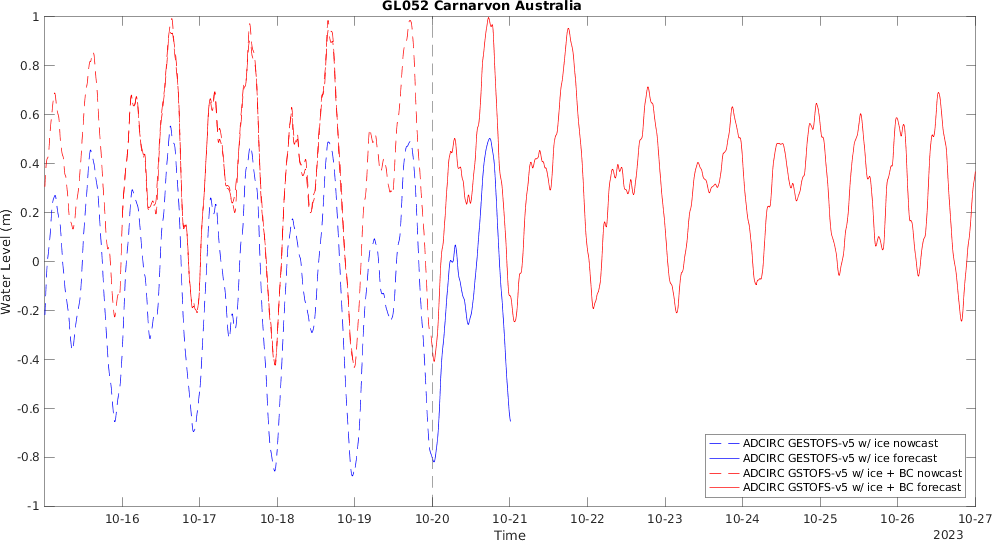 GL052 Carnarvon Australia
1
0.8
0.6
0.4
0.2
0
-0.2
-0.4
-0.6
-0.8
-1
Water Level (m)
10-16 10-17 10-18 10-19 10-20 10-21 10-22 10-23 10-24 10-25 10-26 10-27
Time
2023
ADCIRC GESTOFS-v5 w/ ice nowcast
ADCIRC GESTOFS-v5 w/ ice forecast
ADCIRC GSTOFS-v5 w/ ice + BC nowcast
ADCIRC GSTOFS-v5 w/ ice + BC forecast